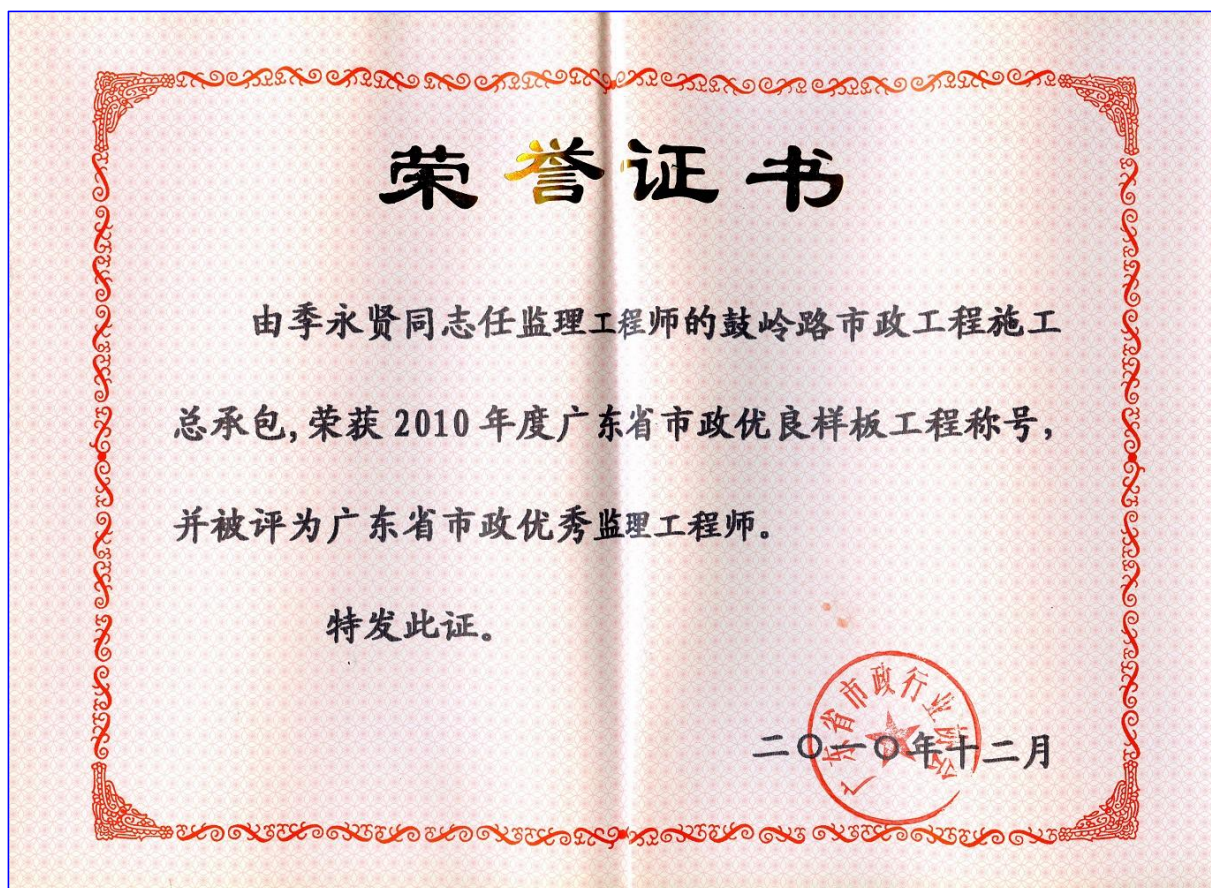 荣誉证书
由季永贤同志任监理工程师的鼓岭路市政工程施工
总承包,荣获 2010 年度广东省市政优良样板工程称号,
并被评为广东省市政优秀监理工程师。
特发此证。
广东省市政行业协会
二〇一〇年十二月